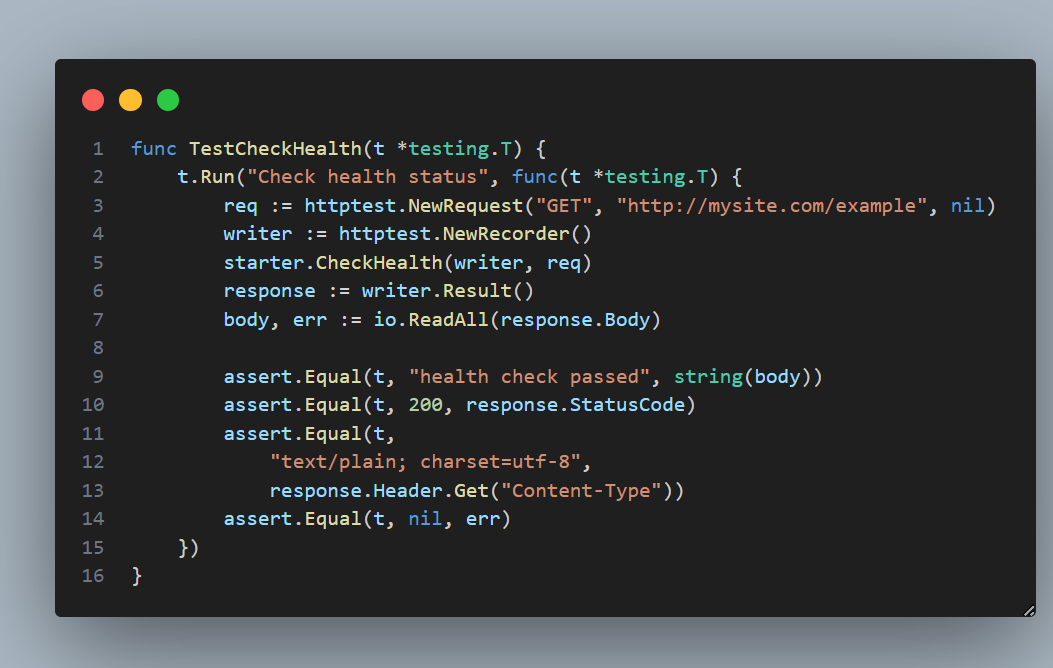 1 func TestCheckHealth(t *testing.T) {
2     t.Run("Check health status", func(t *testing.T) {
3         req := httptest.NewRequest("GET", "http://mysite.com/example", nil)
4         writer := httptest.NewRecorder()
5         starter.CheckHealth(writer, req)
6         response := writer.Result()
7         body, err := io.ReadAll(response.Body)
8
9         assert.Equal(t, "health check passed", string(body))
10         assert.Equal(t, 200, response.StatusCode)
11         assert.Equal(t,
12             "text/plain; charset=utf-8",
13             response.Header.Get("Content-Type"))
14         assert.Equal(t, nil, err)
15     })
16 }